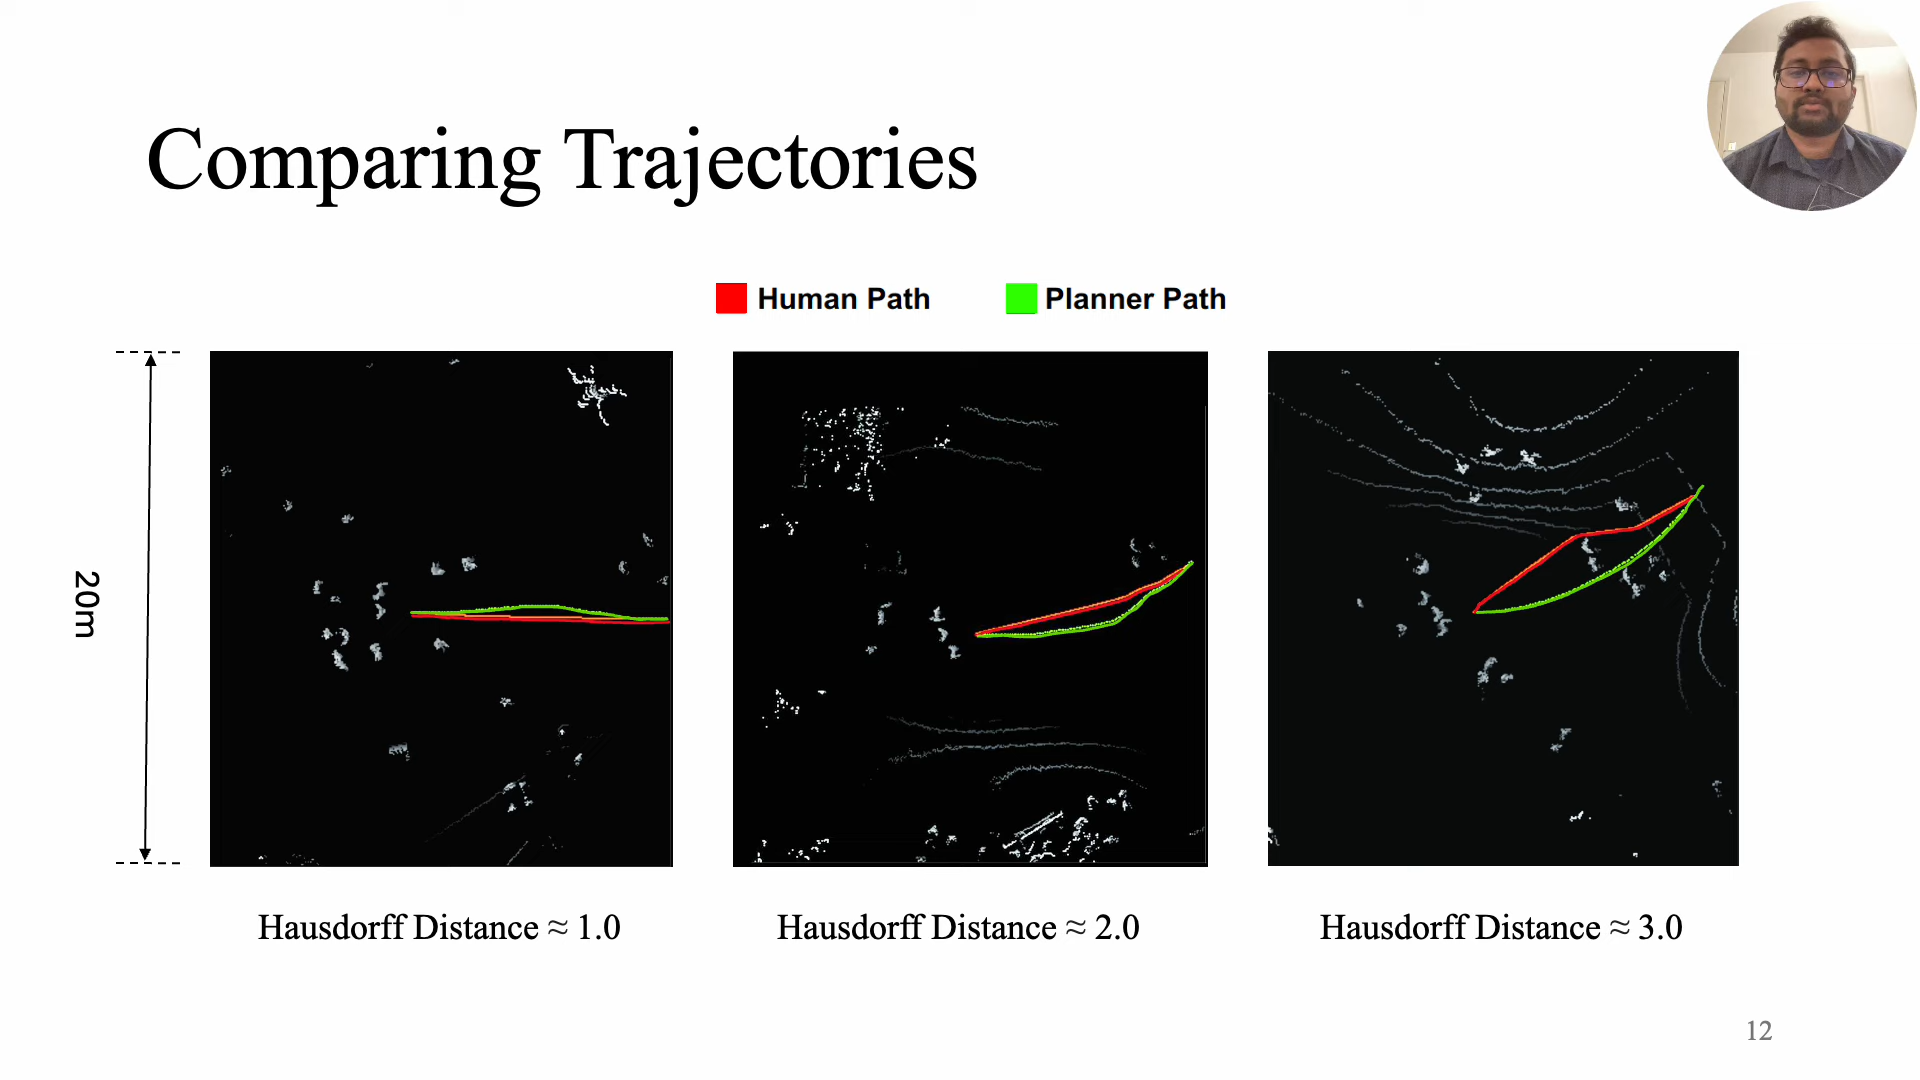 Comparing Trajectories
Human Path
Planner Path
20m
Hausdorff Distance ≈ 1.0
Hausdorff Distance ≈ 2.0
Hausdorff Distance ≈ 3.0
12